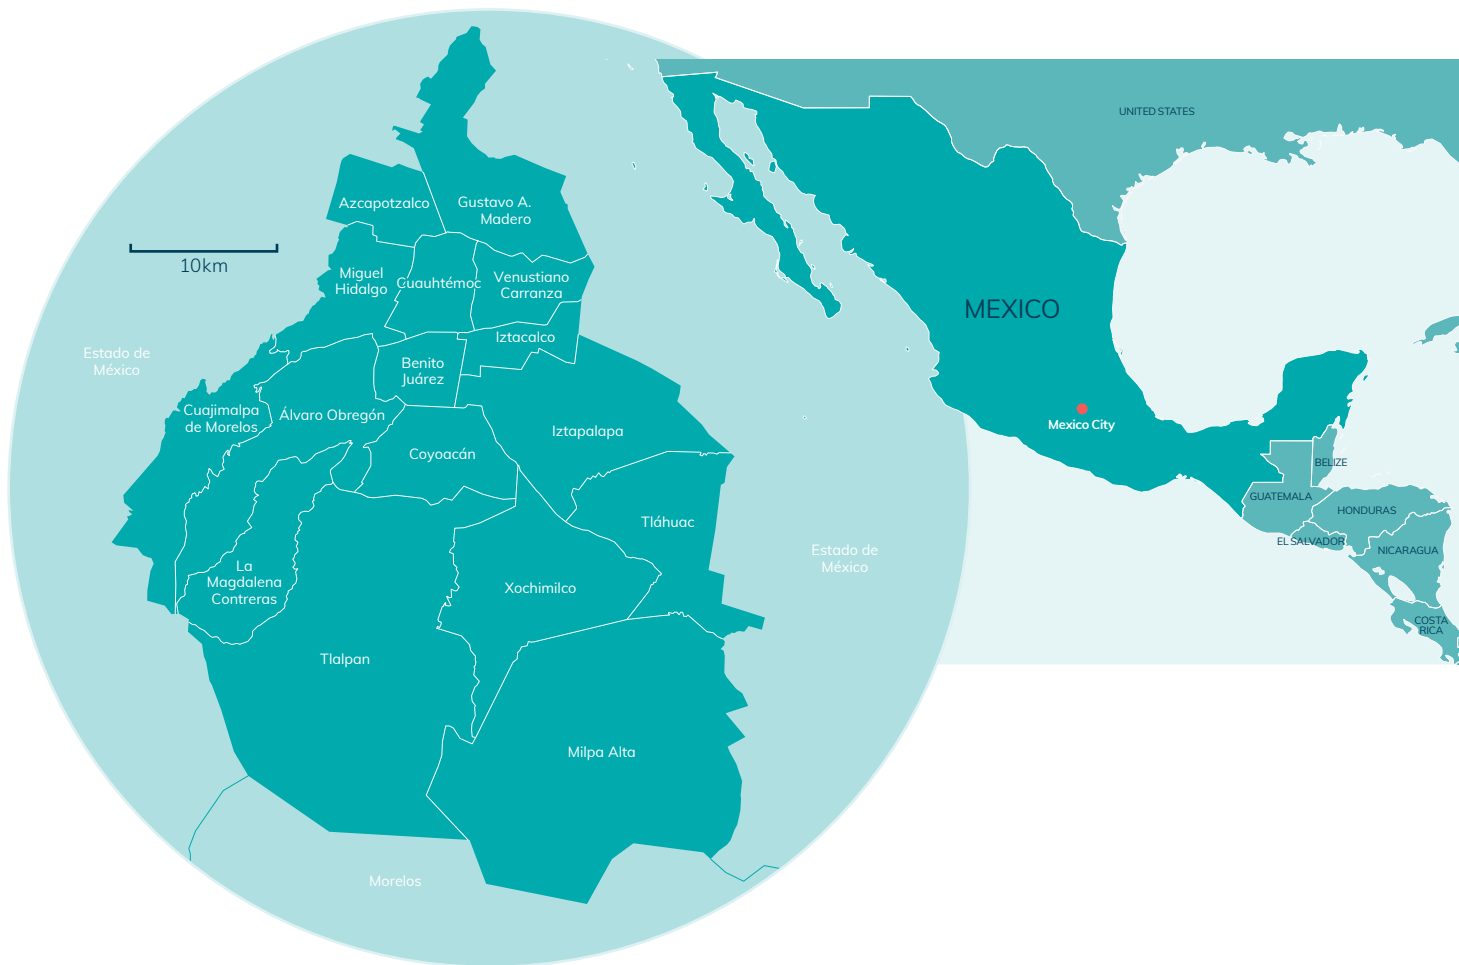 Azcapotzalco
Gustavo A.
Madero
10km
Miguel
Hidalgo
Cuauhtémoc
Venustiano
Carranza
Iztacalco
Estado de
México
Benito
Juárez
Cuajimalpa
de Morelos
Álvaro Obregón
Iztapalapa
Coyoacán
Tláhuac
La
Magdalena
Contreras
Xochimilco
Estado de
México
Tlalpan
Milpa Alta
Morelos
UNITED STATES
MEXICO
Mexico City
BELIZE
GUATEMALA
HONDURAS
EL SALVADOR
NICARAGUA
COSTA
RICA